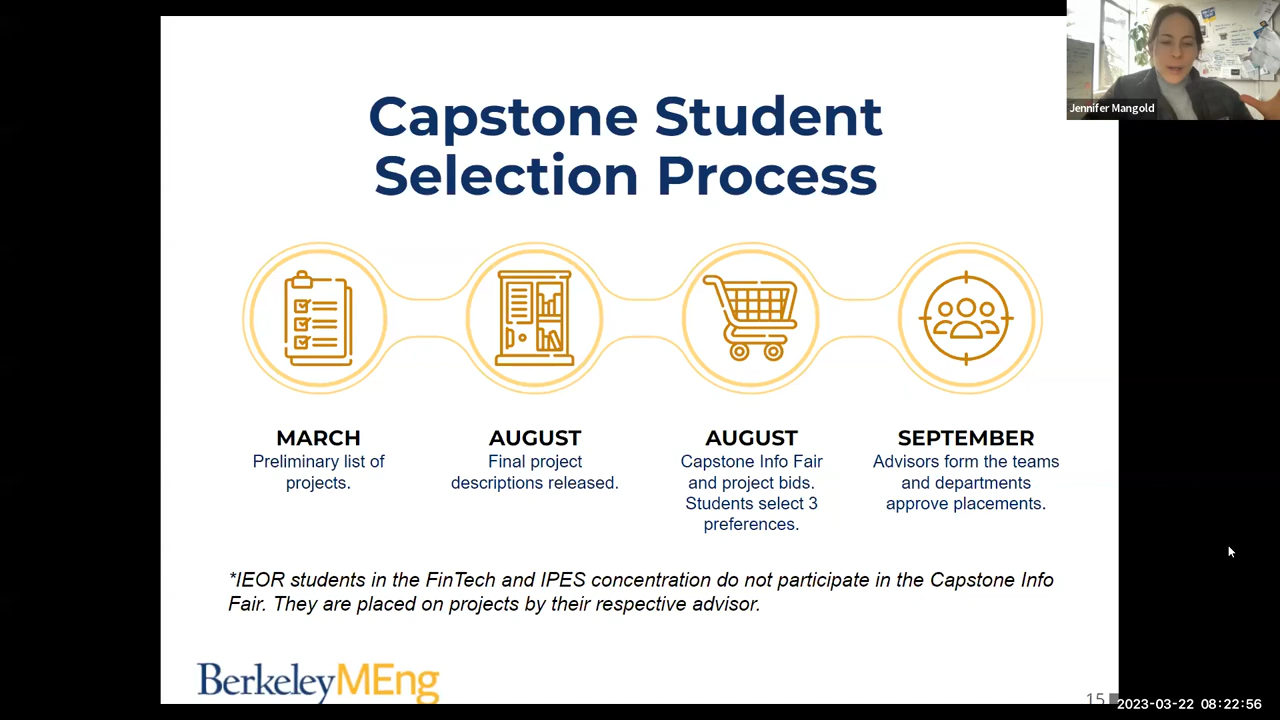 Jennifer Mangold
Capstone Student
Selection Process
MARCH
Preliminary list of
projects.
AUGUST
Final project
descriptions released.
AUGUST
Capstone Info Fair
and project bids.
Students select 3
preferences.
SEPTEMBER
Advisors form the teams
and departments
approve placements.
*IEOR students in the FinTech and IPES concentration do not participate in the Capstone Info
Fair. They are placed on projects by their respective advisor.
BerkeleyMEng
15
2023-03-22 08:22:56